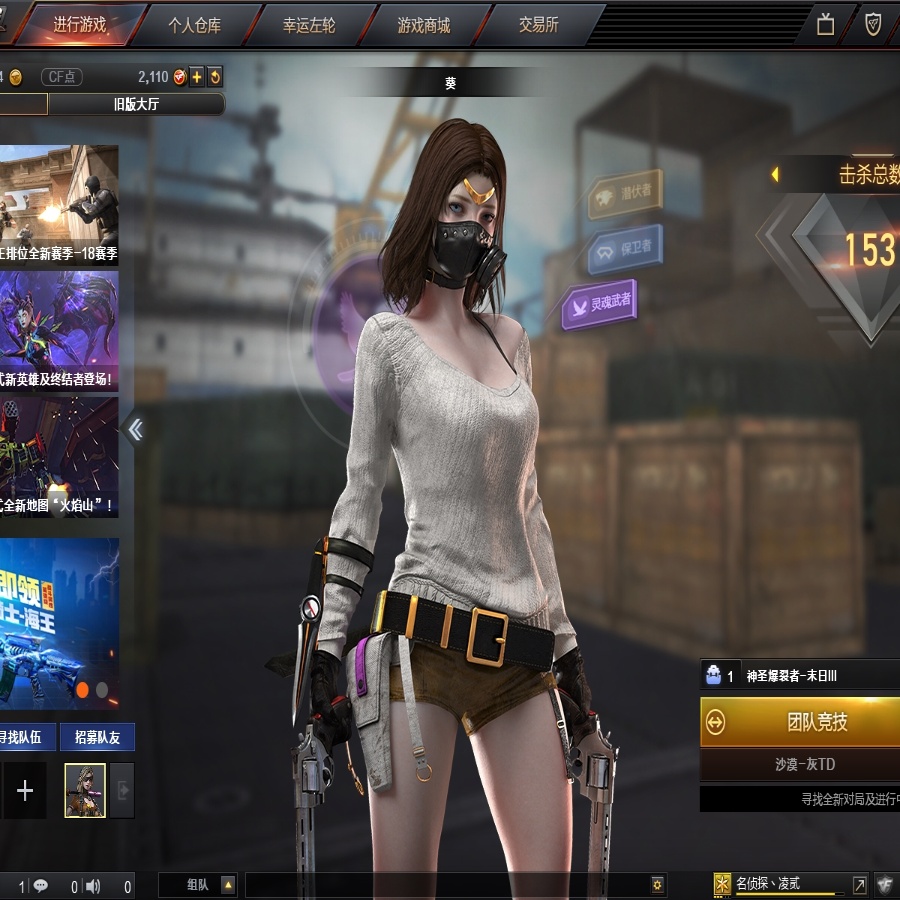 进行游戏
个人仓库
幸运左轮
游戏商城
交易所
4
CF点
2,110
旧版大厅
葵
王排位全新赛季-18赛季
式新英雄及终结者登场!
式全新地图“火焰山”!
即领
士-海王
寻找队伍
招募队友
潜伏者
保卫者
灵魂武者
击杀总数
153
1 神圣爆裂者-末日III
团队竞技
沙漠-灰TD
寻找全新对局及进行中
1
0
0
组队
名侦探、凌贰